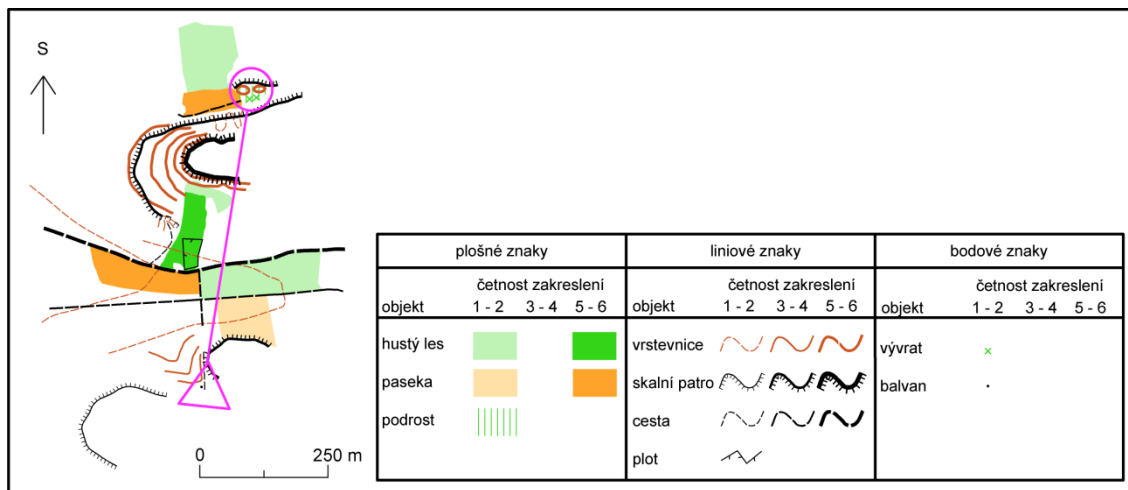 S
0 250 m
plošné znaky liniové znaky bodové znaky
četnost zakreslení četnost zakreslení četnost zakreslení
objekt 1 - 2 3 - 4 5 - 6 objekt 1 - 2 3 - 4 5 - 6 objekt 1 - 2 3 - 4 5 - 6
hustý les vrstevnice vývrat
paseka skalní patro balvan
podrost cesta
plot